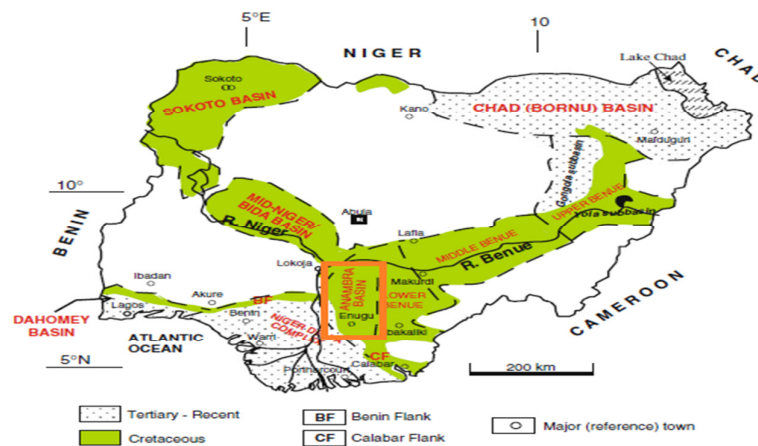 5°E
10
NIGER
CHAD
Lake Chad
Sokoto
SOKOTO BASIN
Kano
CHAD (BORNU) BASIN
Maiduguri
Gongola subbasin
10°
BENIN
MID-NIGER/
BIDA BASIN
R. Niger
Abuja
Lafia
MIDDLE BENUE
UPPER BENUE
Yola subbasin
R. Benue
Lokoja
Makurdi
ANAMBRA
BASIN
LOWER
BENUE
Enugu
Abakaliki
CAMEROON
Ibadan
Akure
BF
Lagos
Benin
DAHOMEY
BASIN
ATLANTIC
OCEAN
Warri
Portharcourt
CF
Calabar
5°N
200 km
Tertiary - Recent
BF
Benin Flank
Major (reference) town
Cretaceous
CF
Calabar Flank